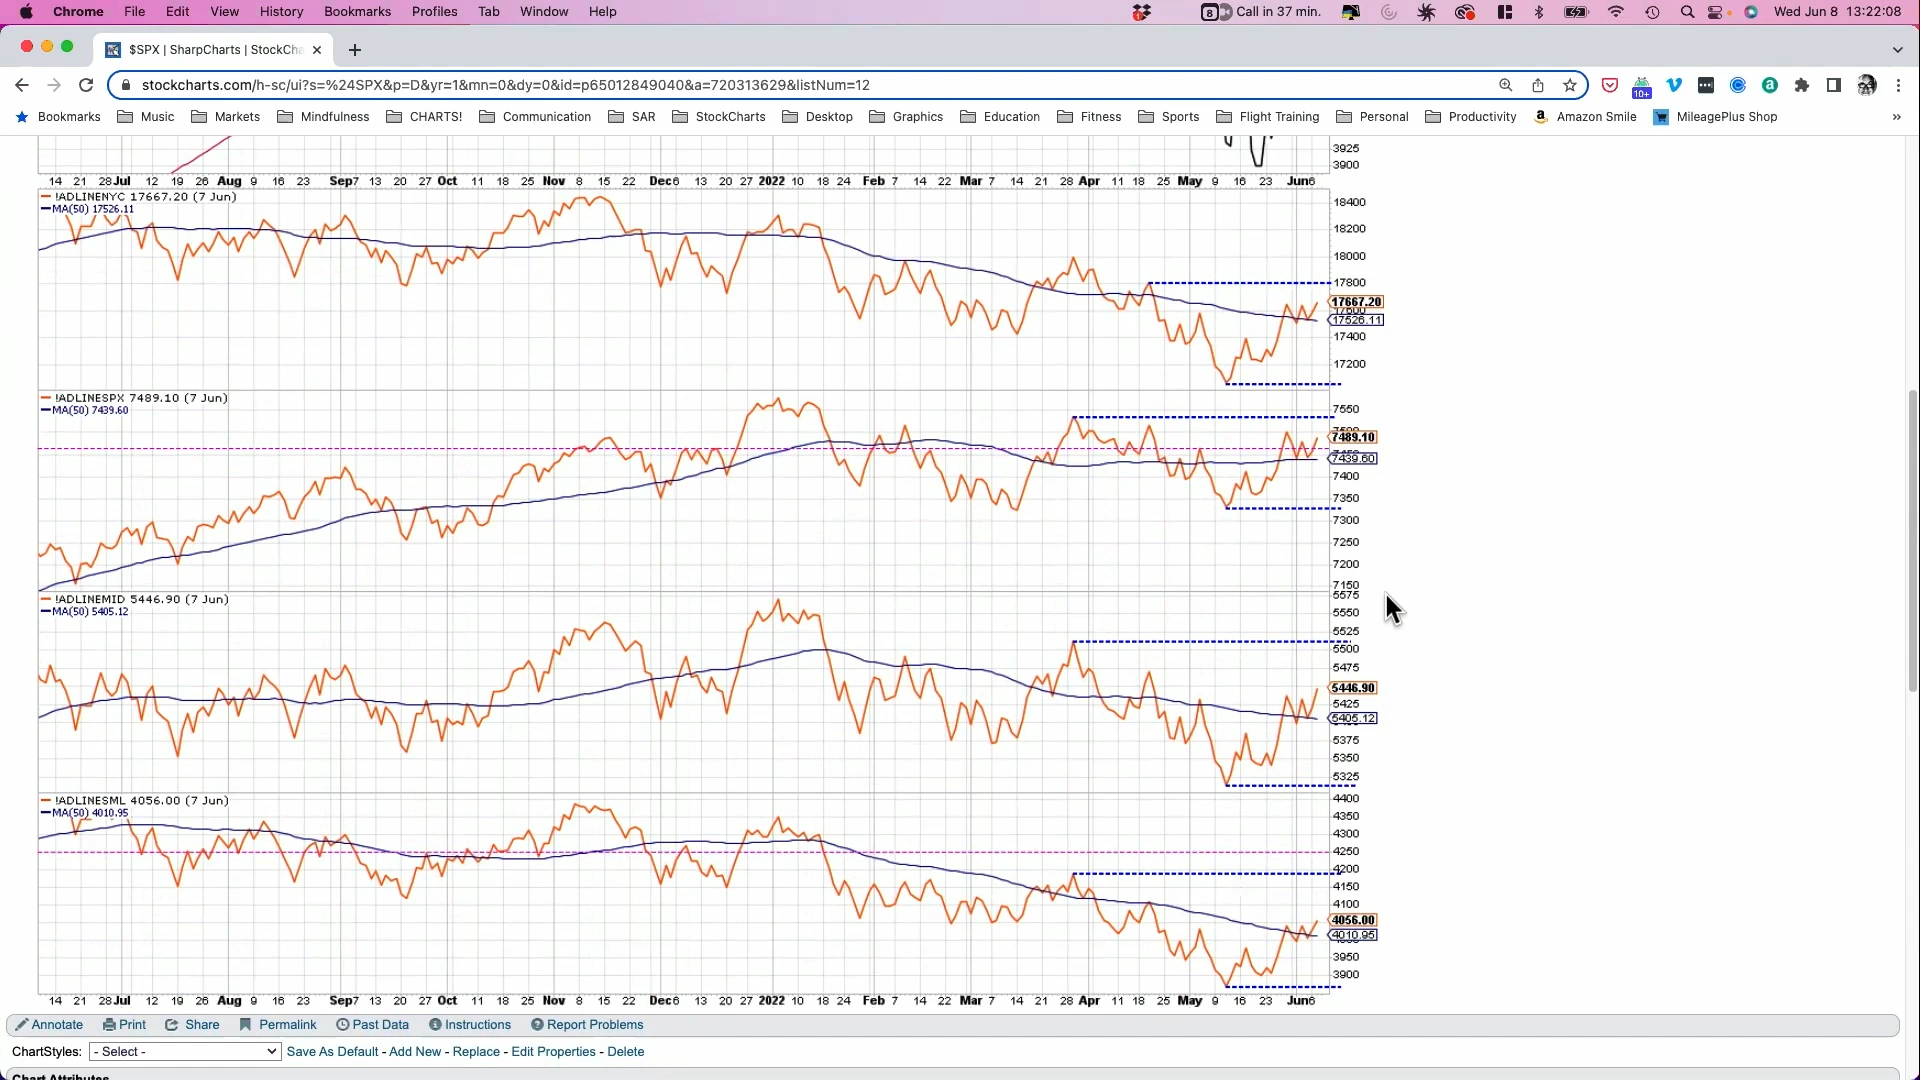 Chrome File Edit View History Bookmarks Profiles Tab Window Help 8 Call in 37 min. Wed Jun 8 13:22:08
$SPX | SharpCharts | StockCha
stockcharts.com/h-sc/ui?s=%24SPX&p=D&yr=1&mn=0&dy=0&id=p65012849040&a=720313629&listNum=12
10+
Bookmarks Music Markets Mindfulness CHARTS! Communication SAR StockCharts Desktop Graphics Education Fitness Sports Flight Training Personal Productivity Amazon Smile MileagePlus Shop »
3925
3900
14 21 28 Jul 12 19 26 Aug 9 16 23 Sep 7 13 20 27 Oct 11 18 25 Nov 8 15 22 Dec 6 13 20 27 2022 10 18 24 Feb 7 14 22 Mar 7 14 21 28 Apr 11 18 25 May 9 16 23 Jun 6
!ADLINENYC 17667.20 (7 Jun)
MA(50) 17526.11
18400
18200
18000
17800
17667.20
17600
17526.11
17400
17200
!ADLINESPX 7489.10 (7 Jun)
MA(50) 7439.60
7550
7489.10
7439.60
7400
7350
7300
7250
7200
7150
!ADLINEMID 5446.90 (7 Jun)
MA(50) 5405.12
5575
5550
5525
5500
5475
5446.90
5425
5405.12
5375
5350
5325
!ADLINESML 4056.00 (7 Jun)
MA(50) 4010.95
4400
4350
4300
4250
4200
4150
4100
4056.00
4010.95
3950
3900
14 21 28 Jul 12 19 26 Aug 9 16 23 Sep 7 13 20 27 Oct 11 18 25 Nov 8 15 22 Dec 6 13 20 27 2022 10 18 24 Feb 7 14 22 Mar 7 14 21 28 Apr 11 18 25 May 9 16 23 Jun 6
Annotate Print Share Permalink Past Data Instructions Report Problems
ChartStyles: - Select - Save As Default - Add New - Replace - Edit Properties - Delete
Chart Attributes